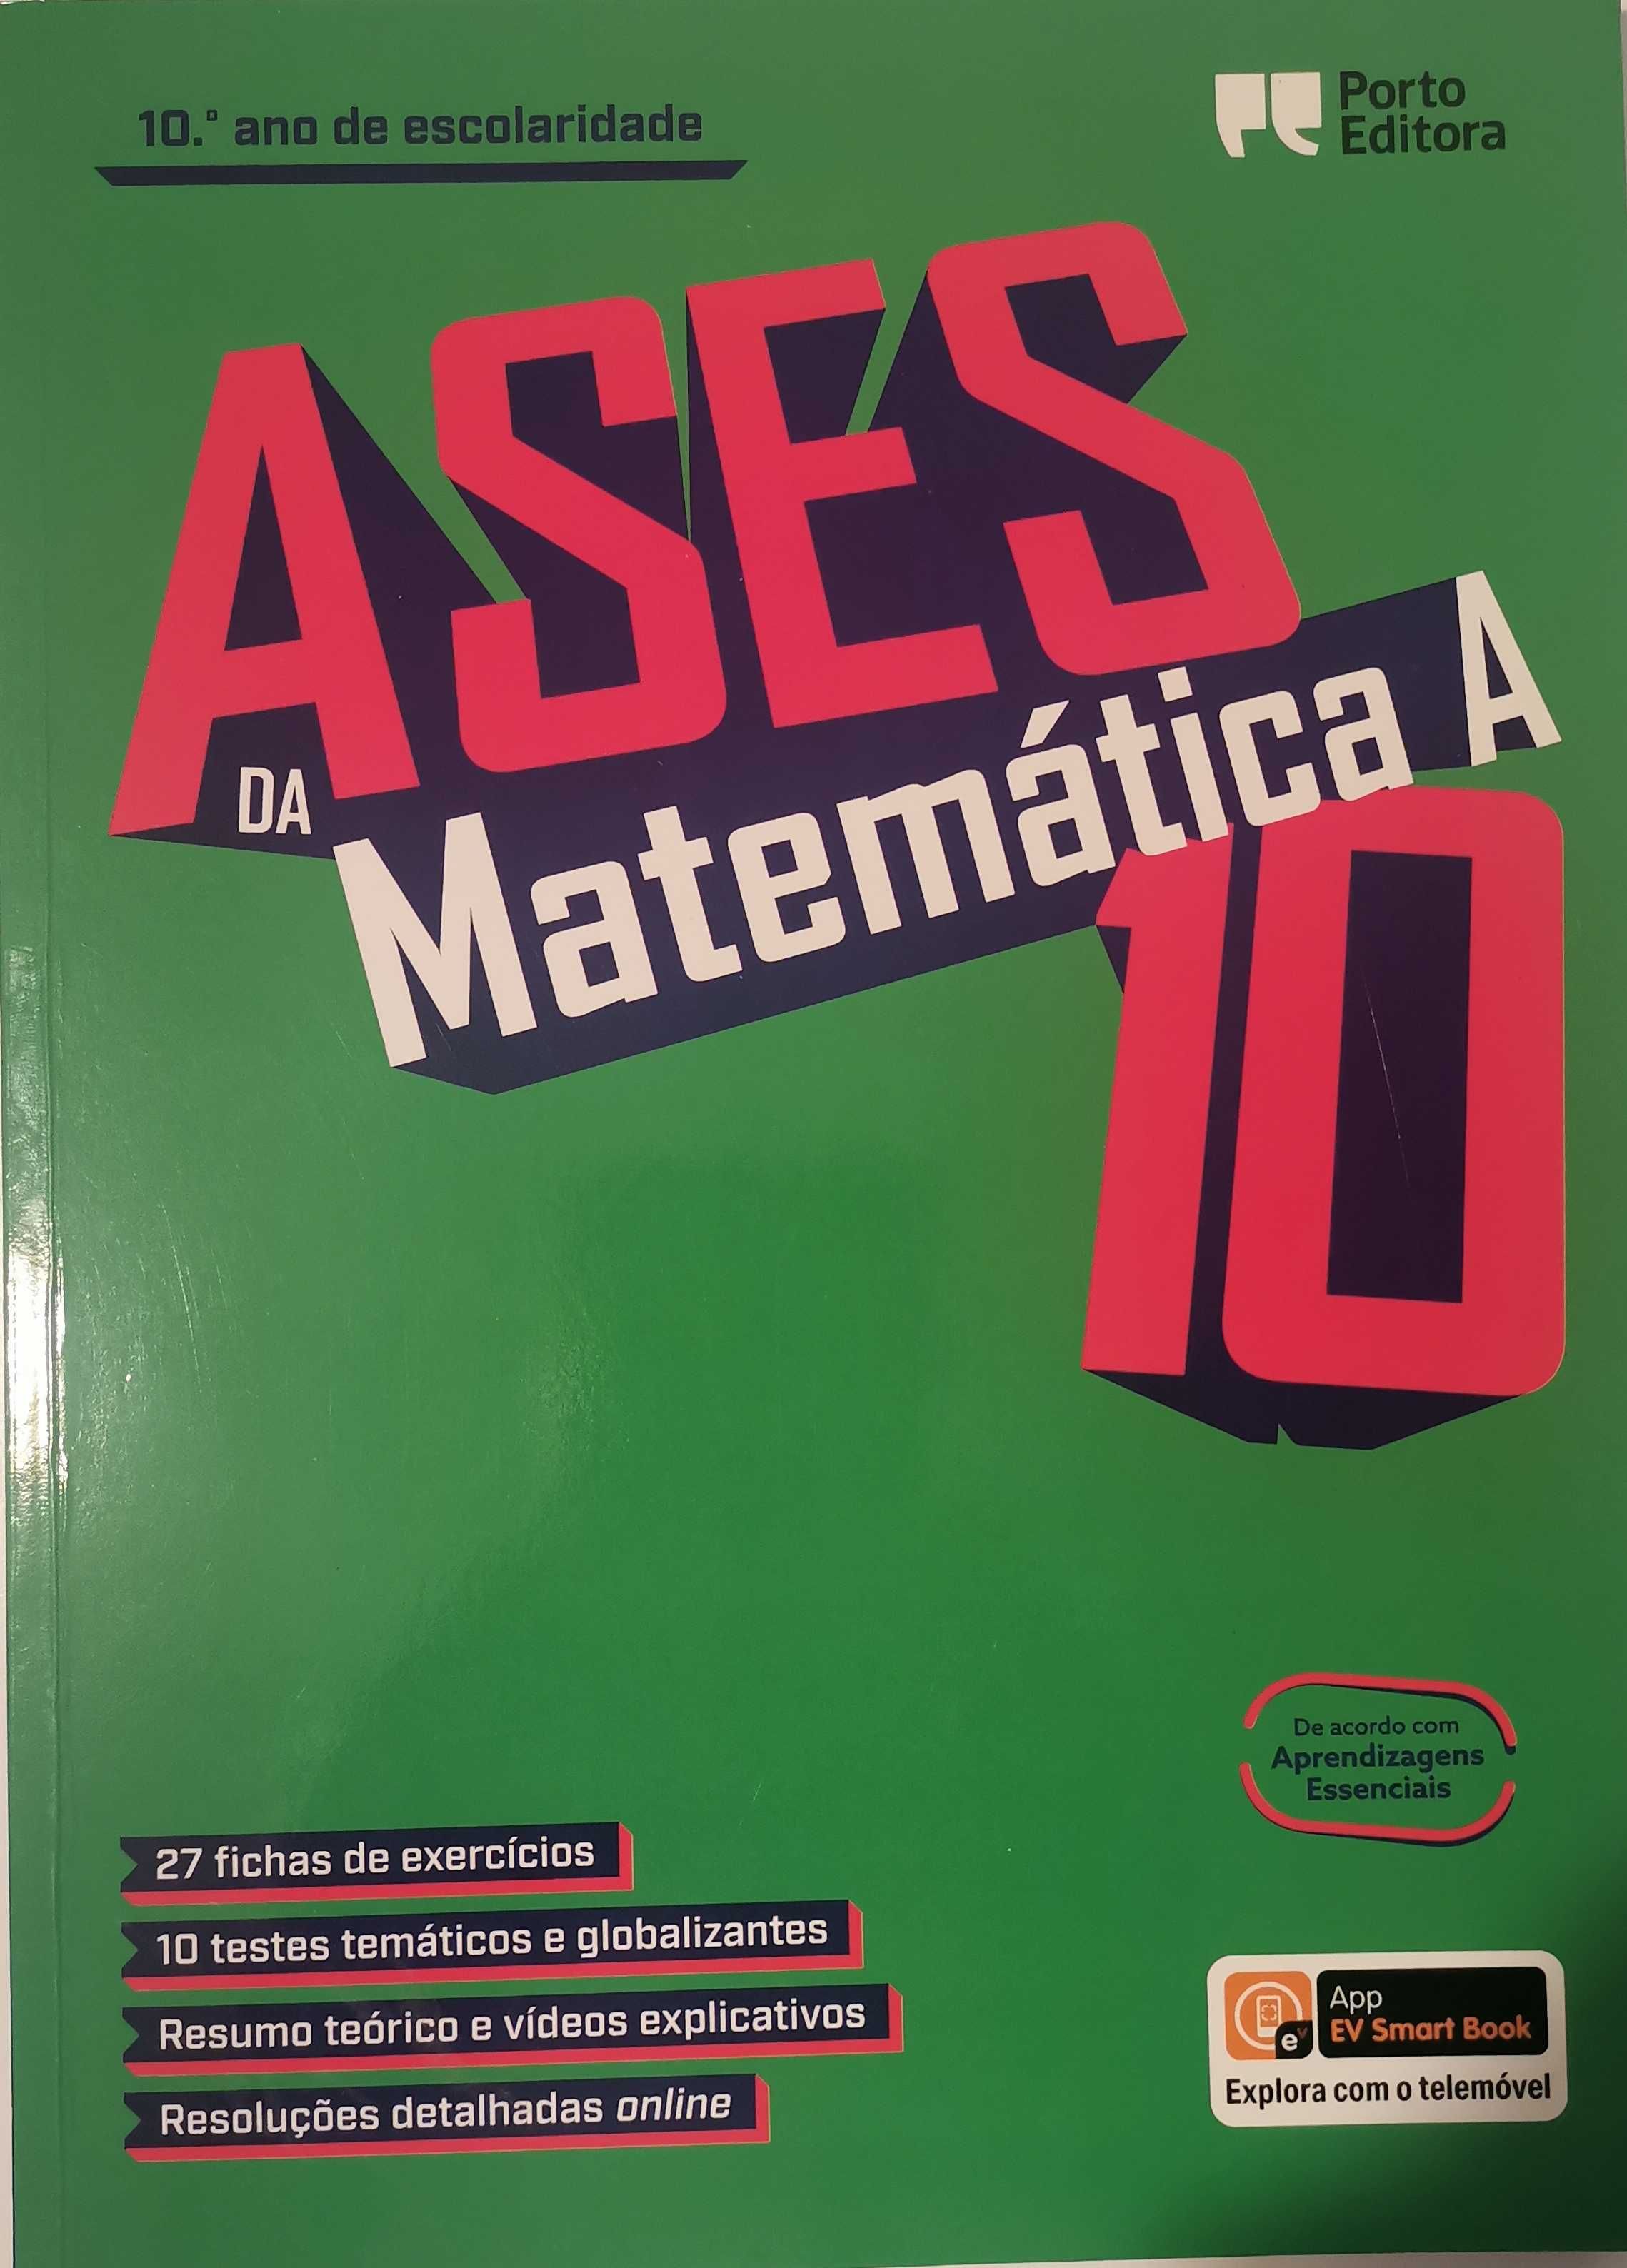 10.º ano de escolaridade
Porto
Editora
ASES
DA
Matemática A
10
De acordo com
Aprendizagens
Essenciais
27 fichas de exercícios
10 testes temáticos e globalizantes
Resumo teórico e vídeos explicativos
Resoluções detalhadas online
App
EV Smart Book
ev
Explora com o telemóvel